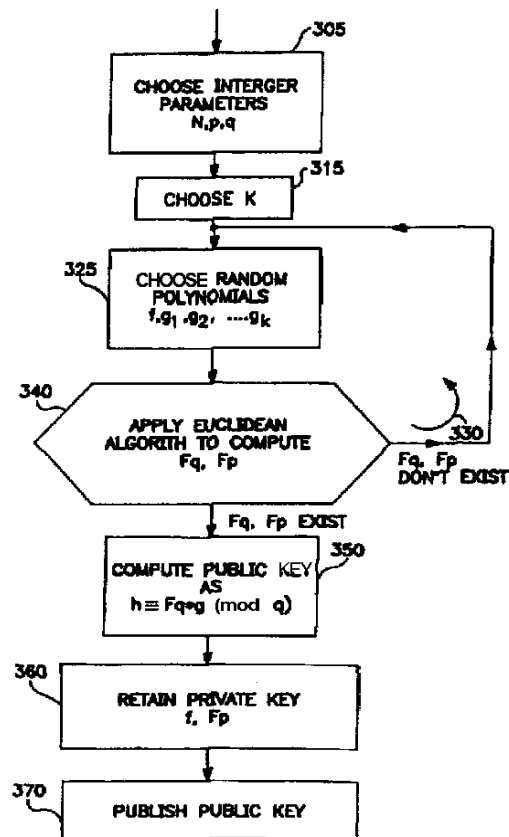 305
CHOOSE INTERGER
PARAMETERS
N,p,q
315
CHOOSE K
325
CHOOSE RANDOM
POLYNOMIALS
f,g1,g2, ....gk
340
APPLY EUCLIDEAN
ALGORITH TO COMPUTE
Fq, Fp
330
Fq, Fp
DON'T EXIST
Fq, Fp EXIST
350
COMPUTE PUBLIC KEY
AS
h ≡ Fq*g (mod q)
360
RETAIN PRIVATE KEY
f, Fp
370
PUBLISH PUBLIC KEY